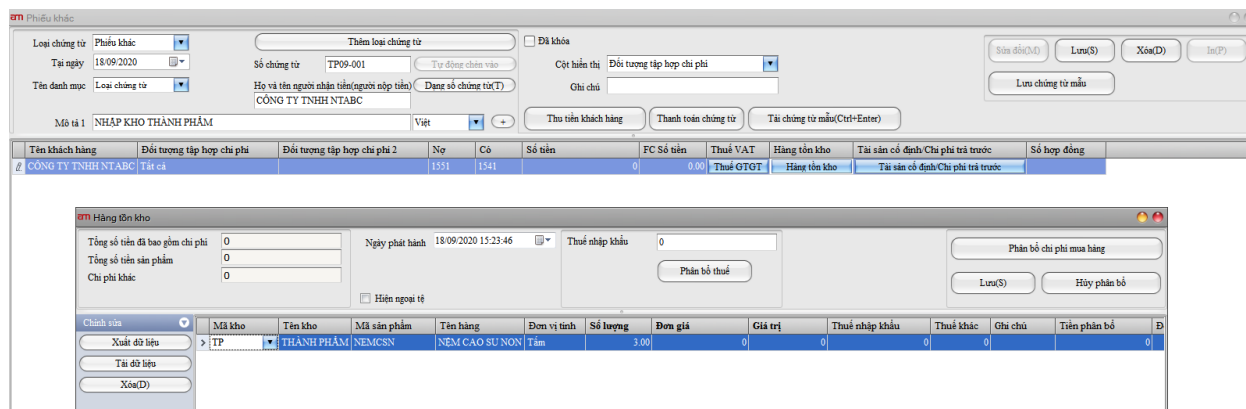 am Phiếu khác
Loại chứng từ Phiếu khác Thêm loại chứng từ Đã khóa
Sửa đổi(M) Lưu(S) Xóa(D) In(P)
Tại ngày 18/09/2020 Số chứng từ TP09-001 Tự động chèn vào Cột hiển thị Đối tượng tập hợp chi phí
Tên danh mục Loại chứng từ Họ và tên người nhận tiền(người nộp tiền) Dạng số chứng từ(T) Ghi chú Lưu chứng từ mẫu
CÔNG TY TNHH NTABC
Mô tả 1 NHẬP KHO THÀNH PHẨM Việt + Thu tiền khách hàng Thanh toán chứng từ Tải chứng từ mẫu(Ctrl+Enter)
Tên khách hàng Đối tượng tập hợp chi phí Đối tượng tập hợp chi phí 2 Nợ Có Số tiền FC Số tiền Thuế VAT Hàng tồn kho Tài sản cố định/Chi phí trả trước Số hợp đồng
CÔNG TY TNHH NTABC Tất cả 1551 1541 0 0.00 Thuế GTGT Hàng tồn kho Tài sản cố định/Chi phí trả trước
am Hàng tồn kho
Tổng số tiền đã bao gồm chi phí 0 Ngày phát hành 18/09/2020 15:23:46 Thuế nhập khẩu 0 Phân bổ chi phí mua hàng
Tổng số tiền sản phẩm 0
Chi phí khác 0 Phân bổ thuế Lưu(S) Hủy phân bổ
Hiện ngoại tệ
Chỉnh sửa Mã kho Tên kho Mã sản phẩm Tên hàng Đơn vị tính Số lượng Đơn giá Giá trị Thuế nhập khẩu Thuế khác Ghi chú Tiền phân bổ Đ
Xuất dữ liệu TP THÀNH PHẨM NEMCSN NỆM CAO SU NON Tấm 3.00 0 0 0 0 0
Tải dữ liệu
Xóa(D)